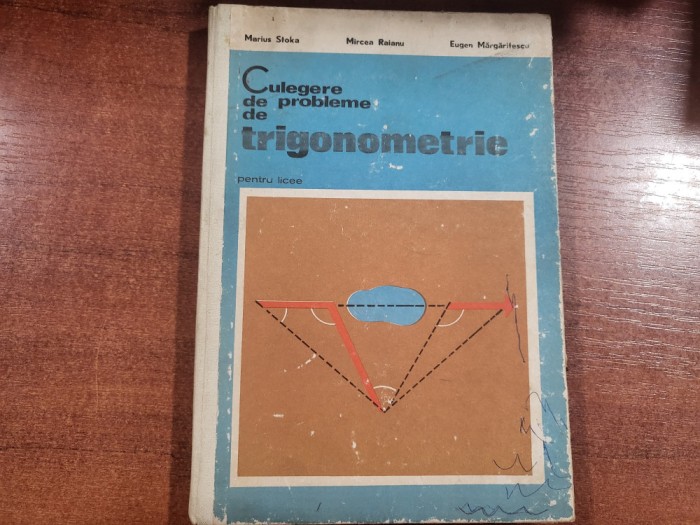 Marius Stoka Mircea Raianu Eugen Mărgăritescu
Culegere
de probleme
de
trigonometrie
pentru licee